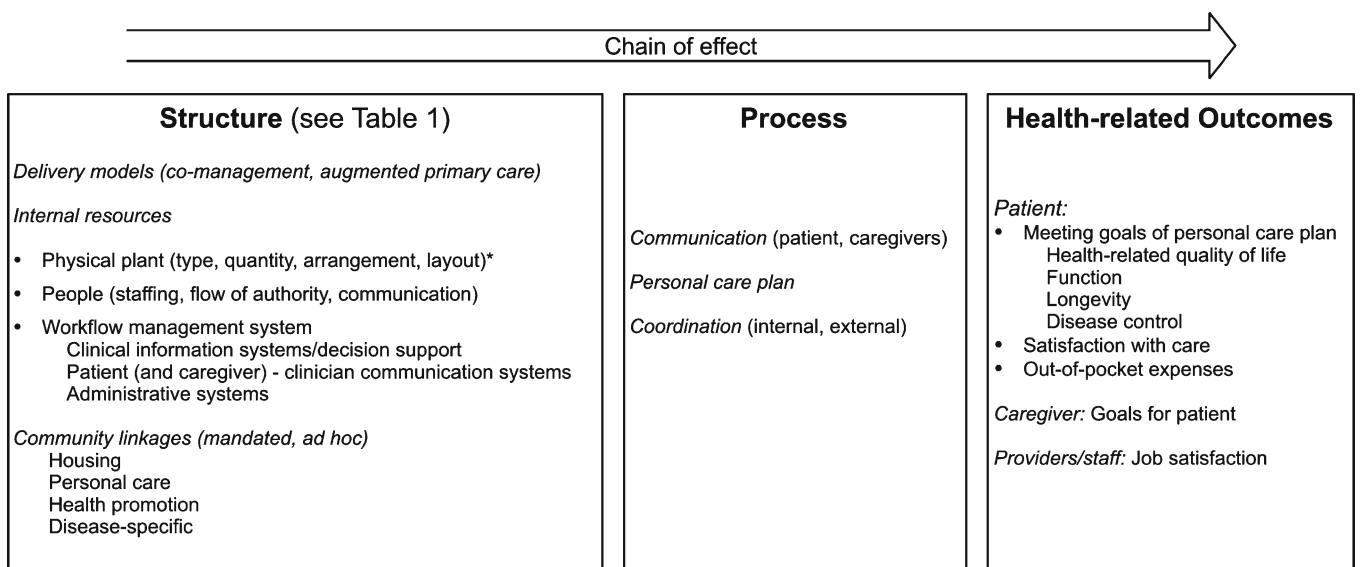 Chain of effect
Structure (see Table 1)
Delivery models (co-management, augmented primary care)
Internal resources
• Physical plant (type, quantity, arrangement, layout)*
• People (staffing, flow of authority, communication)
• Workflow management system
Clinical information systems/decision support
Patient (and caregiver) - clinician communication systems
Administrative systems
Community linkages (mandated, ad hoc)
Housing
Personal care
Health promotion
Disease-specific
Process
Communication (patient, caregivers)
Personal care plan
Coordination (internal, external)
Health-related Outcomes
Patient:
• Meeting goals of personal care plan
Health-related quality of life
Function
Longevity
Disease control
• Satisfaction with care
• Out-of-pocket expenses
Caregiver: Goals for patient
Providers/staff: Job satisfaction